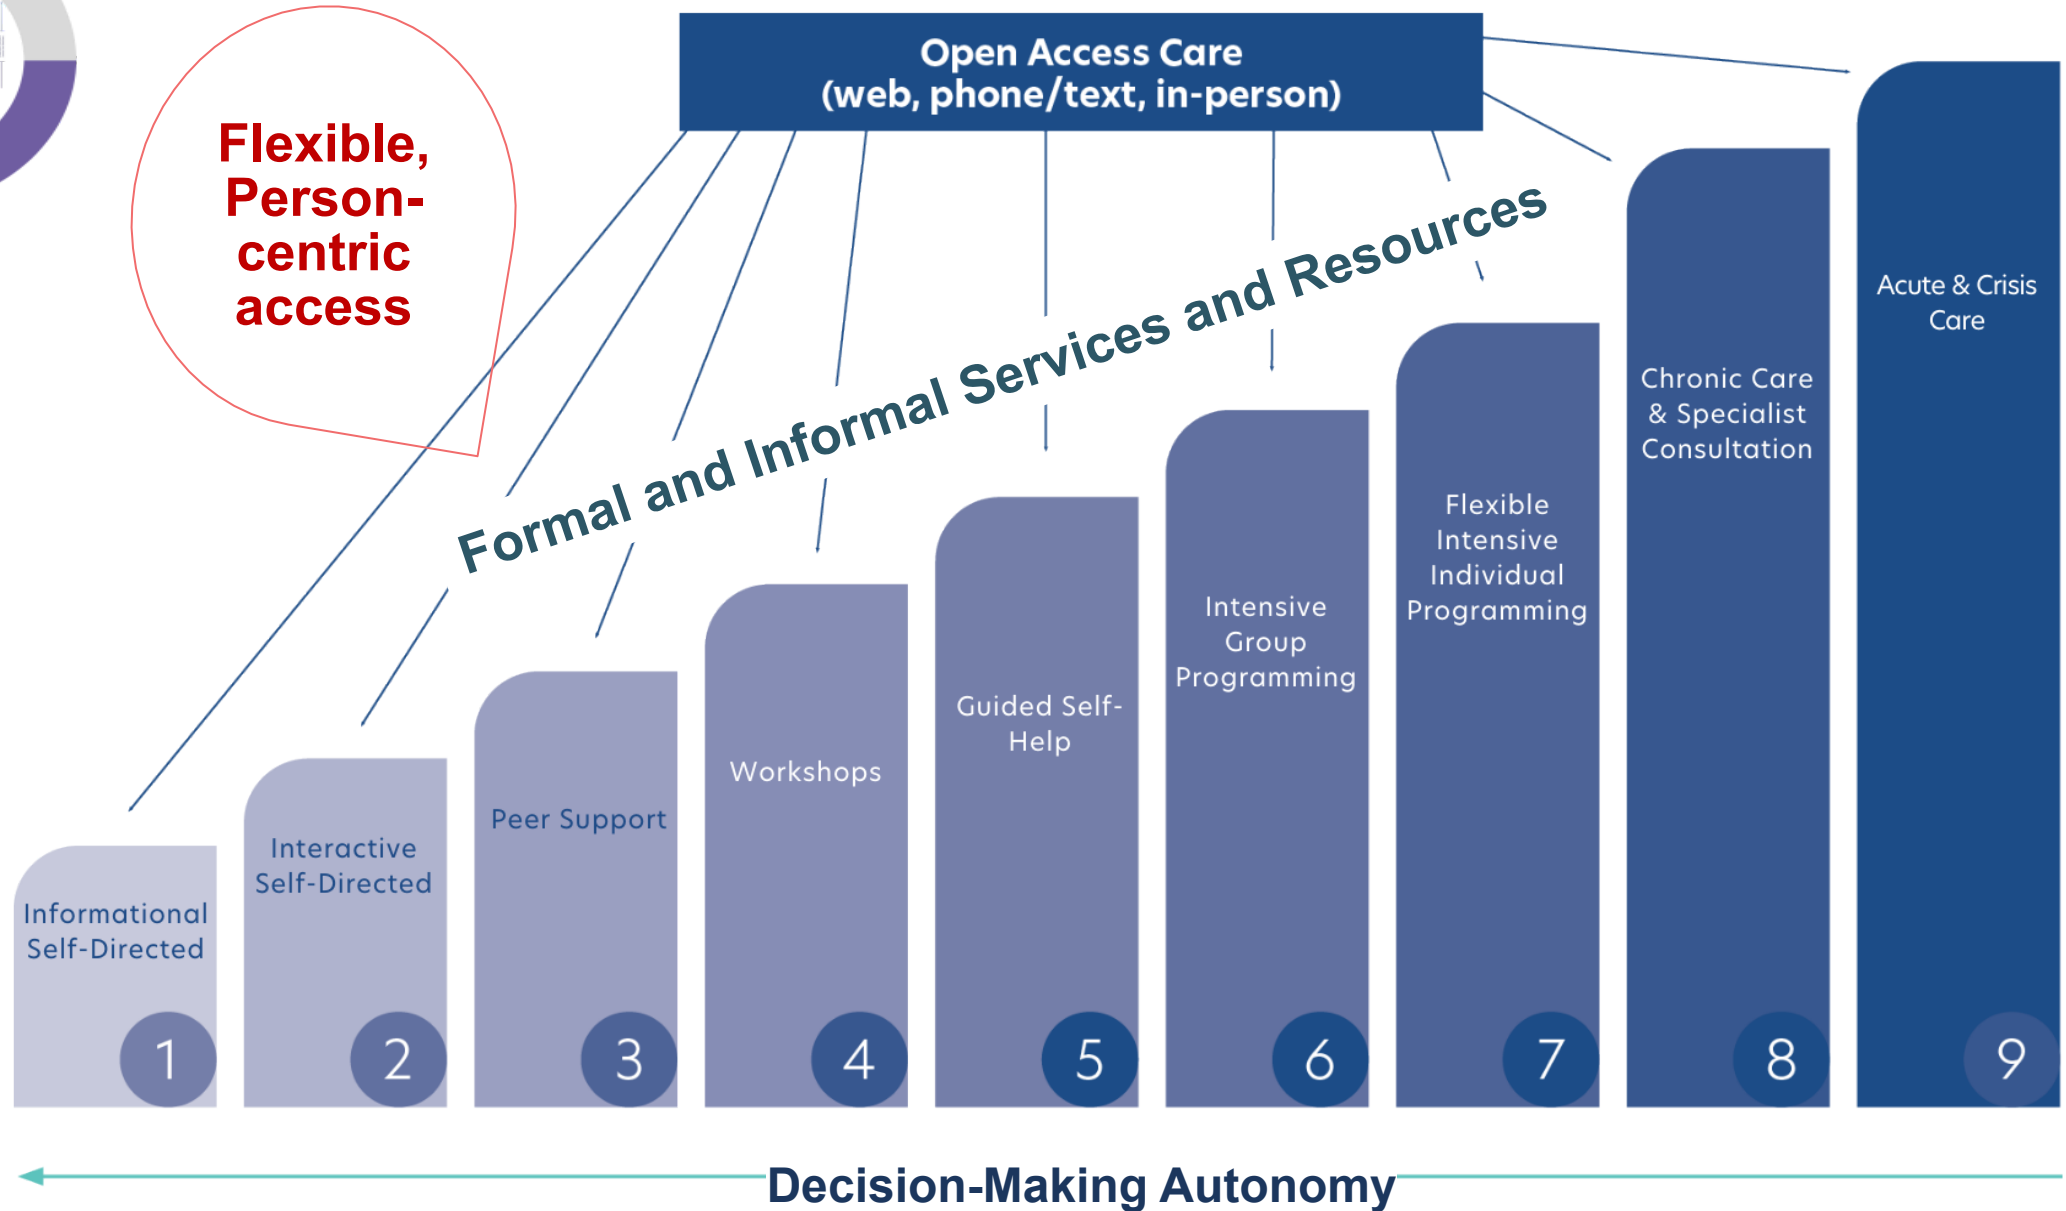 Open Access Care
(web, phone/text, in-person)
Flexible,
Person-
centric
access
Formal and Informal Services and Resources
Informational
Self-Directed
1
Interactive
Self-Directed
2
Peer Support
3
Workshops
4
Guided Self-
Help
5
Intensive
Group
Programming
6
Flexible
Intensive
Individual
Programming
7
Chronic Care
& Specialist
Consultation
8
Acute & Crisis
Care
9
Decision-Making Autonomy